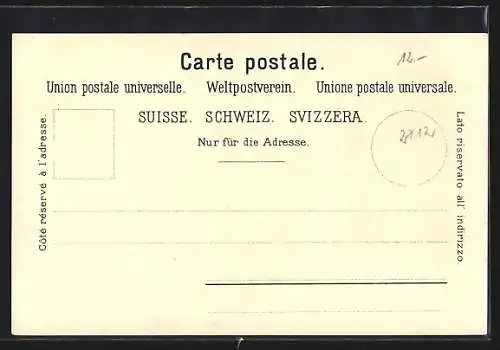 Carte postale.
12.-
Union postale universelle. Weltpostverein. Unione postale universale.
SUISSE. SCHWEIZ. SVIZZERA.
Nur für die Adresse.
Côté réservé à l'adresse.
Lato riservato all' indirizzo.